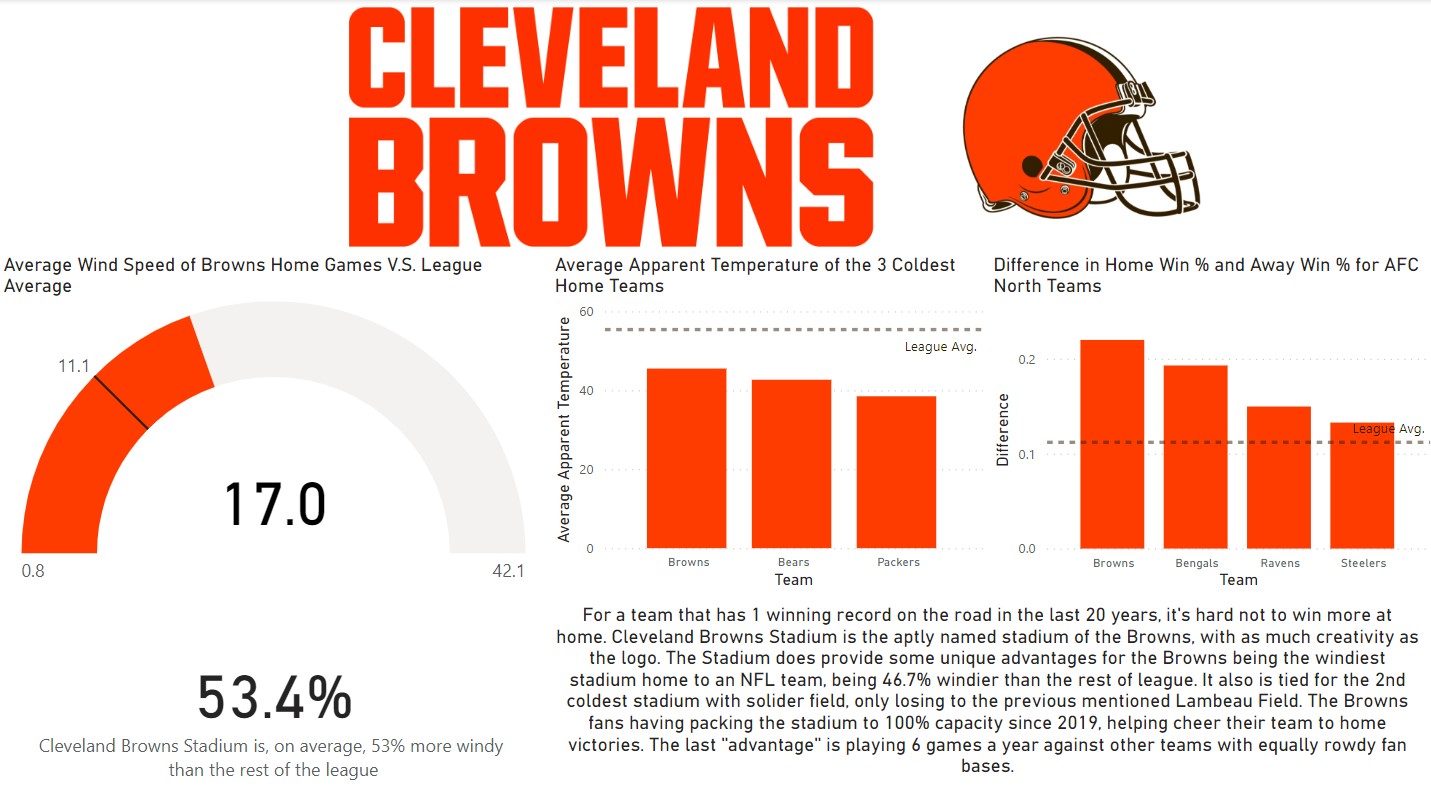 CLEVELAND
BROWNS
Average Wind Speed of Browns Home Games V.S. League
Average
11.1
17.0
0.8
42.1
53.4%
Cleveland Browns Stadium is, on average, 53% more windy
than the rest of the league
Average Apparent Temperature of the 3 Coldest
Home Teams
Average Apparent Temperature
60
40
20
0
League Avg.
Browns
Bears
Packers
Team
Difference in Home Win % and Away Win % for AFC
North Teams
Difference
0.2
0.1
0.0
League Avg.
Browns
Bengals
Ravens
Steelers
Team
For a team that has 1 winning record on the road in the last 20 years, it's hard not to win more at
home. Cleveland Browns Stadium is the aptly named stadium of the Browns, with as much creativity as
the logo. The Stadium does provide some unique advantages for the Browns being the windiest
stadium home to an NFL team, being 46.7% windier than the rest of league. It also is tied for the 2nd
coldest stadium with solider field, only losing to the previous mentioned Lambeau Field. The Browns
fans having packing the stadium to 100% capacity since 2019, helping cheer their team to home
victories. The last "advantage" is playing 6 games a year against other teams with equally rowdy fan
bases.